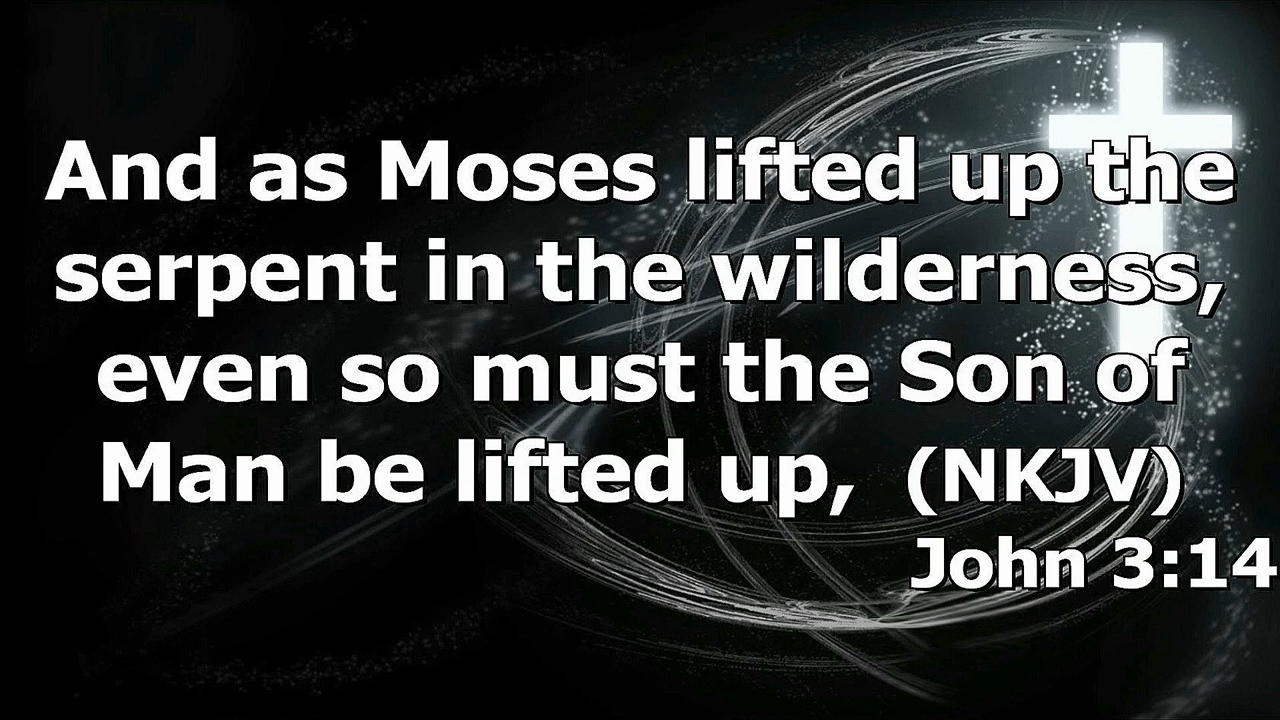 And as Moses lifted up the
serpent in the wilderness,
even so must the Son of
Man be lifted up, (NKJV)
John 3:14